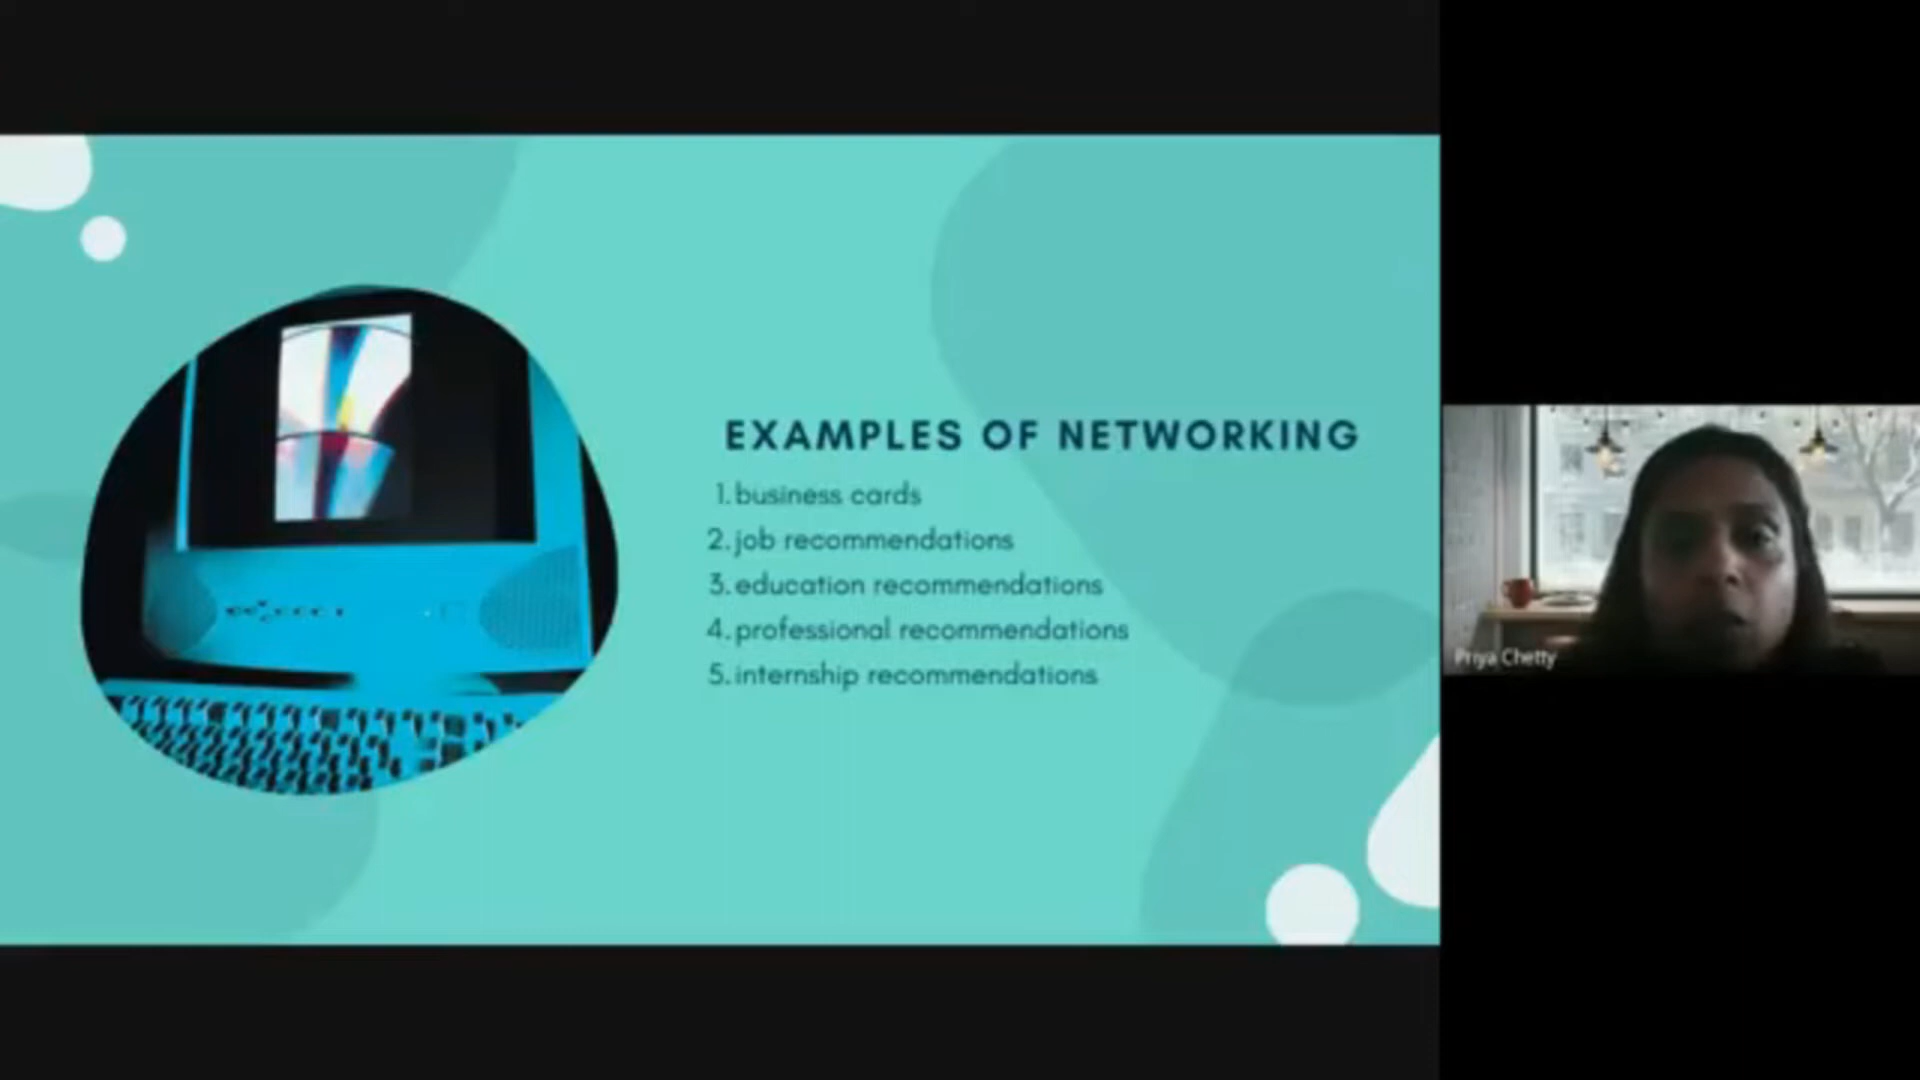 EXAMPLES OF NETWORKING
1. business cards
2. job recommendations
3. education recommendations
4. professional recommendations
5. internship recommendations
Priya Chetty